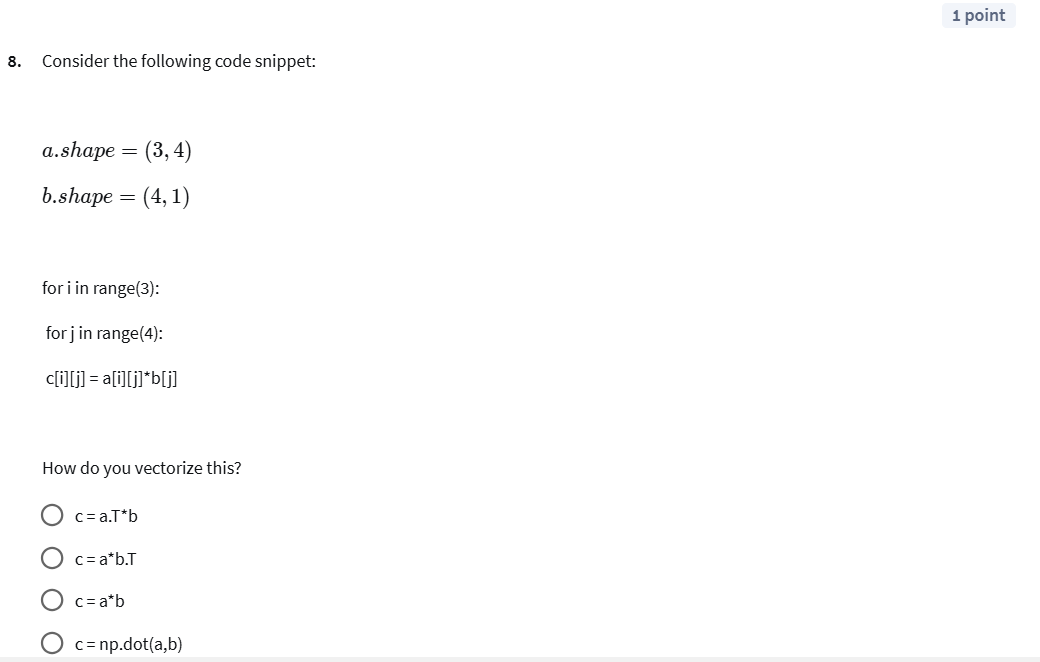 1 point
8. Consider the following code snippet:
a.shape = (3, 4)
b.shape = (4, 1)
for i in range(3):
for j in range(4):
c[i][j] = a[i][j]*b[j]
How do you vectorize this?
c = a.T*b
c = a*b.T
c = a*b
c = np.dot(a,b)